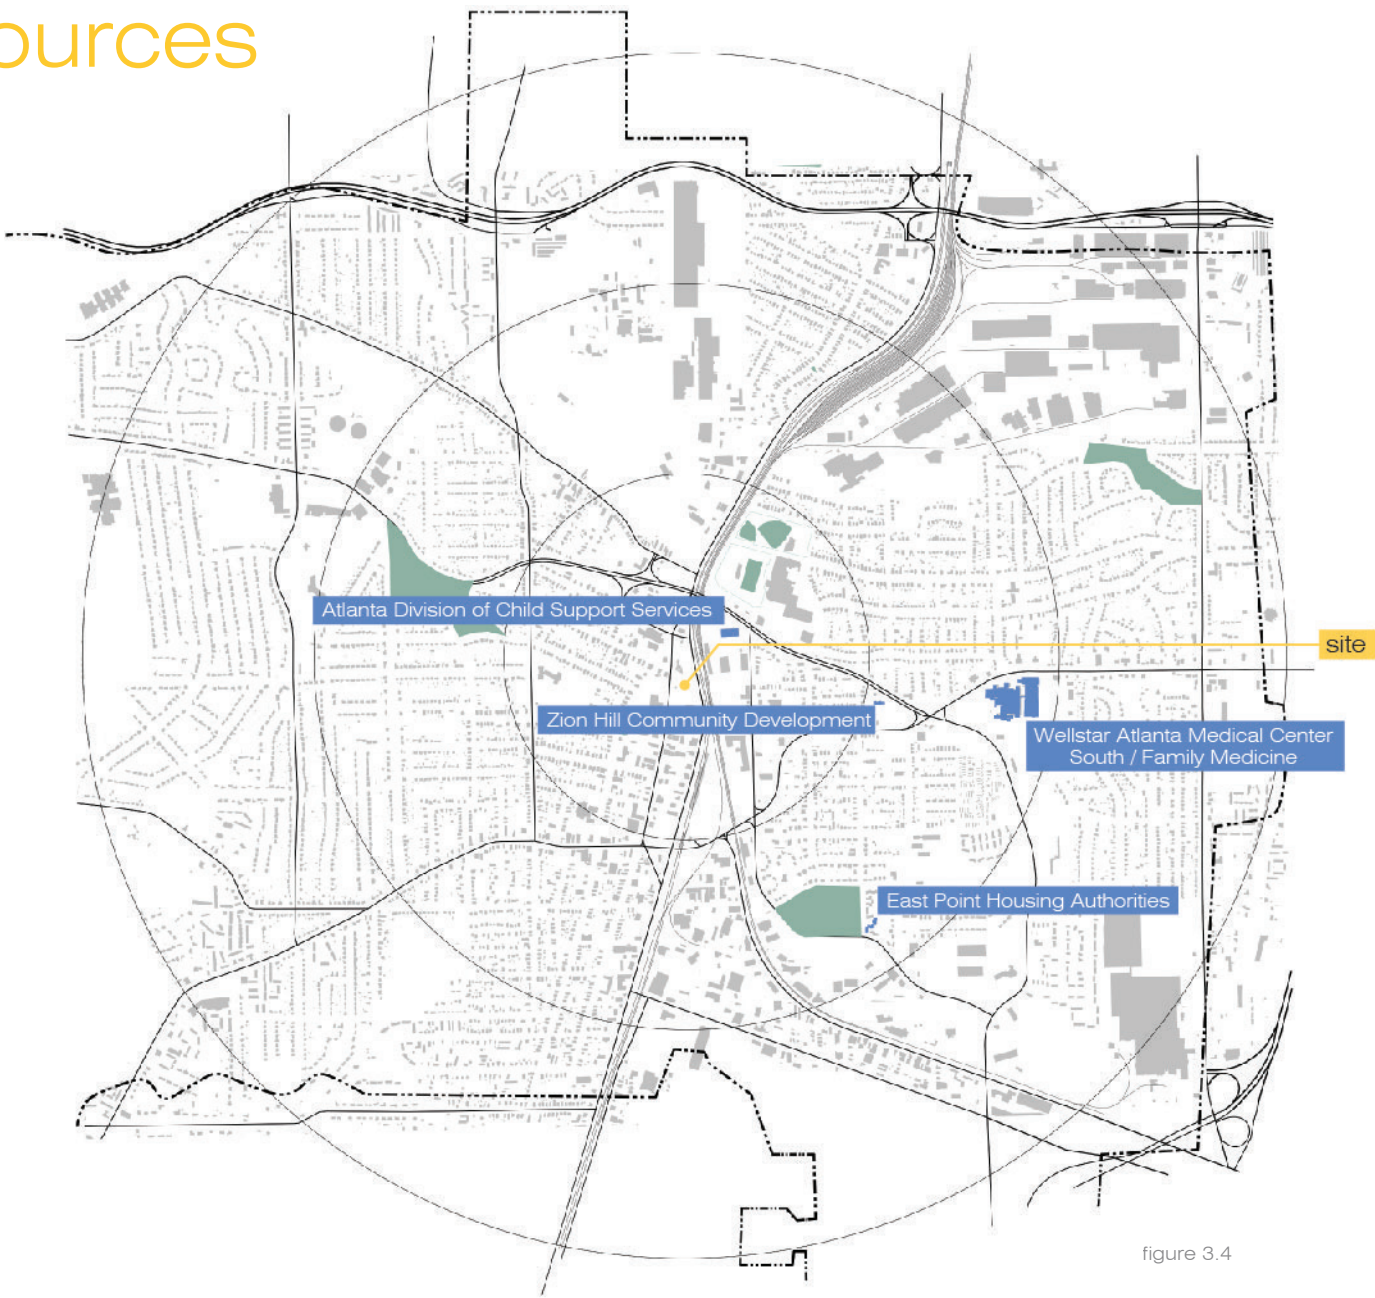 ources
Atlanta Division of Child Support Services
site
Zion Hill Community Development
Wellstar Atlanta Medical Center
South / Family Medicine
East Point Housing Authorities
figure 3.4